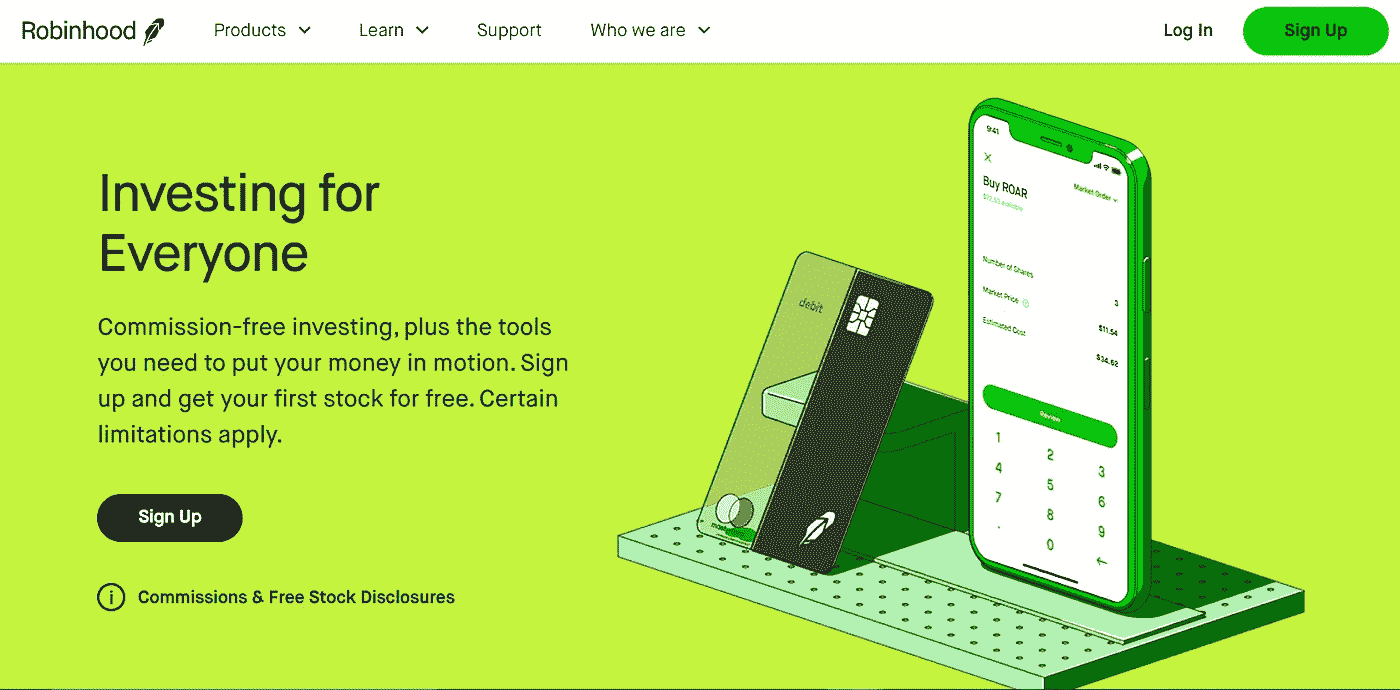 Robinhood
Products
Learn
Support
Who we are
Log In
Sign Up
Investing for
Everyone
Commission-free investing, plus the tools
you need to put your money in motion. Sign
up and get your first stock for free. Certain
limitations apply.
Sign Up
Commissions & Free Stock Disclosures
debit
9:41
Buy ROAR
Market Order
available
Number of Shares
3
Market Price
$11.54
Estimated Cost
$34.62
Review
1 2 3
4 5 6
7 8 9
. 0